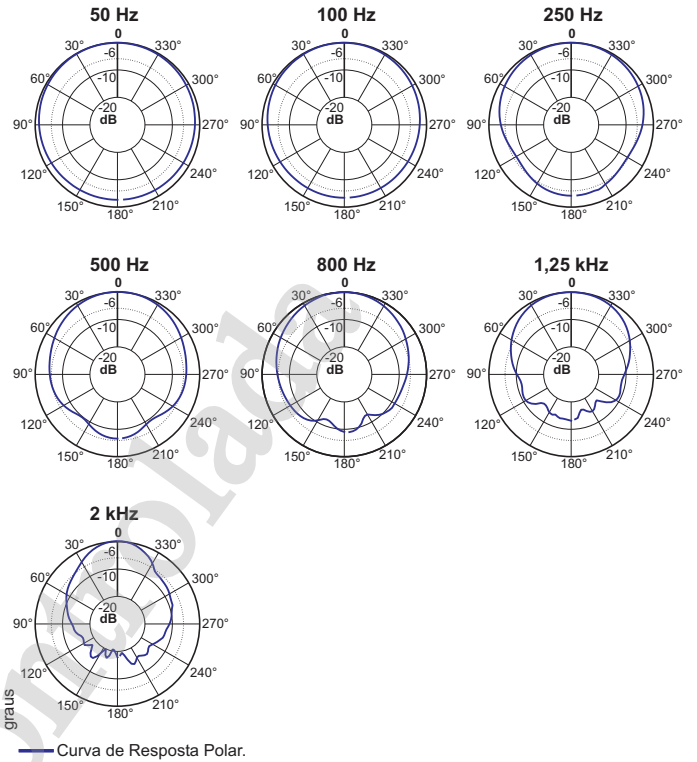 50 Hz
100 Hz
250 Hz
0 0 0
30° 330° 30° 330° 30° 330°
-6 -6 -6
60° -10 300° 60° -10 300° 60° -10 300°
-20 -20 -20
90° dB 270° 90° dB 270° 90° dB 270°
120° 240° 120° 240° 120° 240°
150° 180° 210° 150° 180° 210° 150° 180° 210°
500 Hz
800 Hz
1,25 kHz
0 0 0
30° 330° 30° 330° 30° 330°
-6 -6 -6
60° -10 300° 60° -10 300° 60° -10 300°
-20 -20 -20
90° dB 270° 90° dB 270° 90° dB 270°
120° 240° 120° 240° 120° 240°
150° 180° 210° 150° 180° 210° 150° 180° 210°
2 kHz
0
30° 330°
-6
60° -10 300°
-20
90° dB 270°
120° 240°
150° 180° 210°
graus
Curva de Resposta Polar.
ontrolada